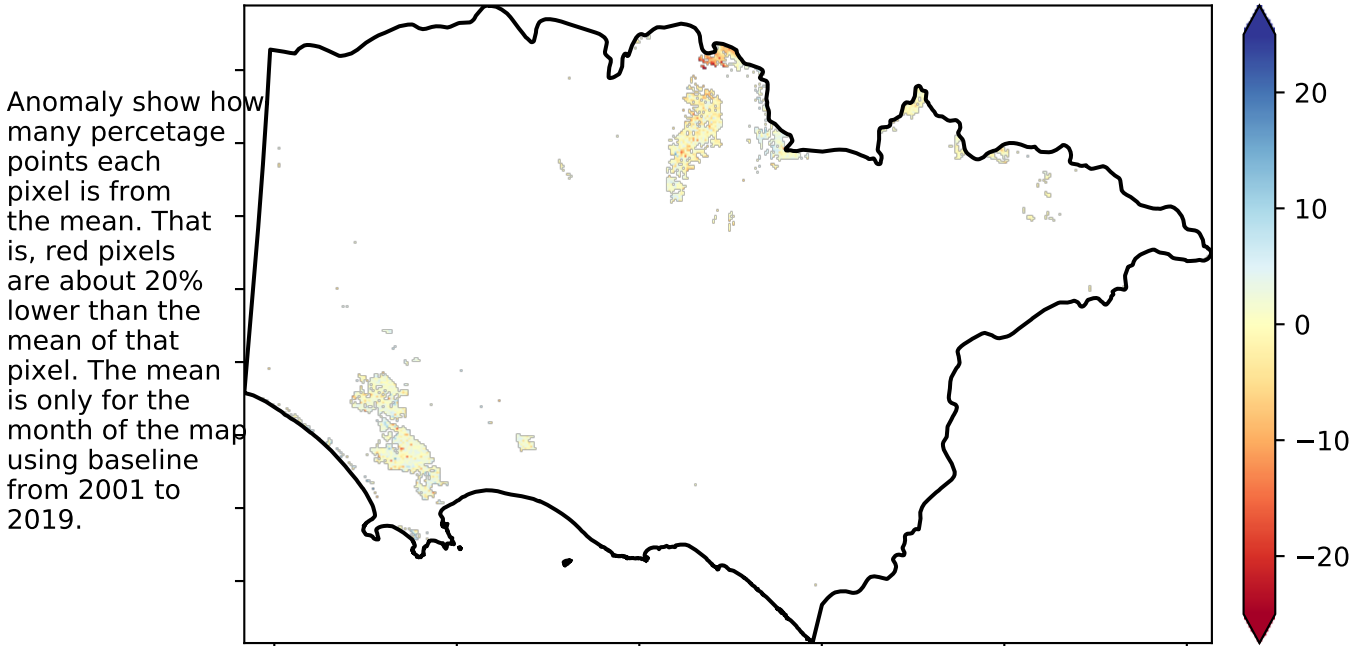 Anomaly show how
many percetage
points each
pixel is from
the mean. That
is, red pixels
are about 20%
lower than the
mean of that
pixel. The mean
is only for the
month of the map
using baseline
from 2001 to
2019.
20
10
0
−10
−20